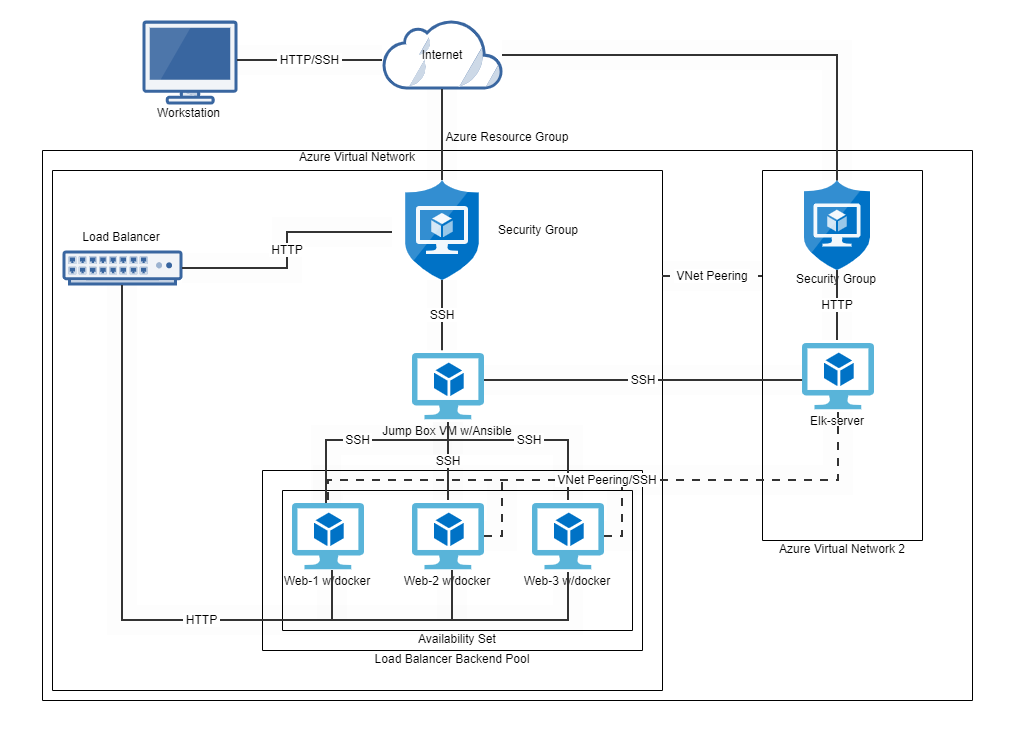 Internet
HTTP/SSH
Workstation
Azure Resource Group
Azure Virtual Network
Security Group
Load Balancer
HTTP
VNet Peering
Security Group
HTTP
SSH
SSH
Elk-server
Jump Box VM w/Ansible
SSH
SSH
SSH
VNet Peering/SSH
Azure Virtual Network 2
Web-1 w/docker
Web-2 w/docker
Web-3 w/docker
HTTP
Availability Set
Load Balancer Backend Pool